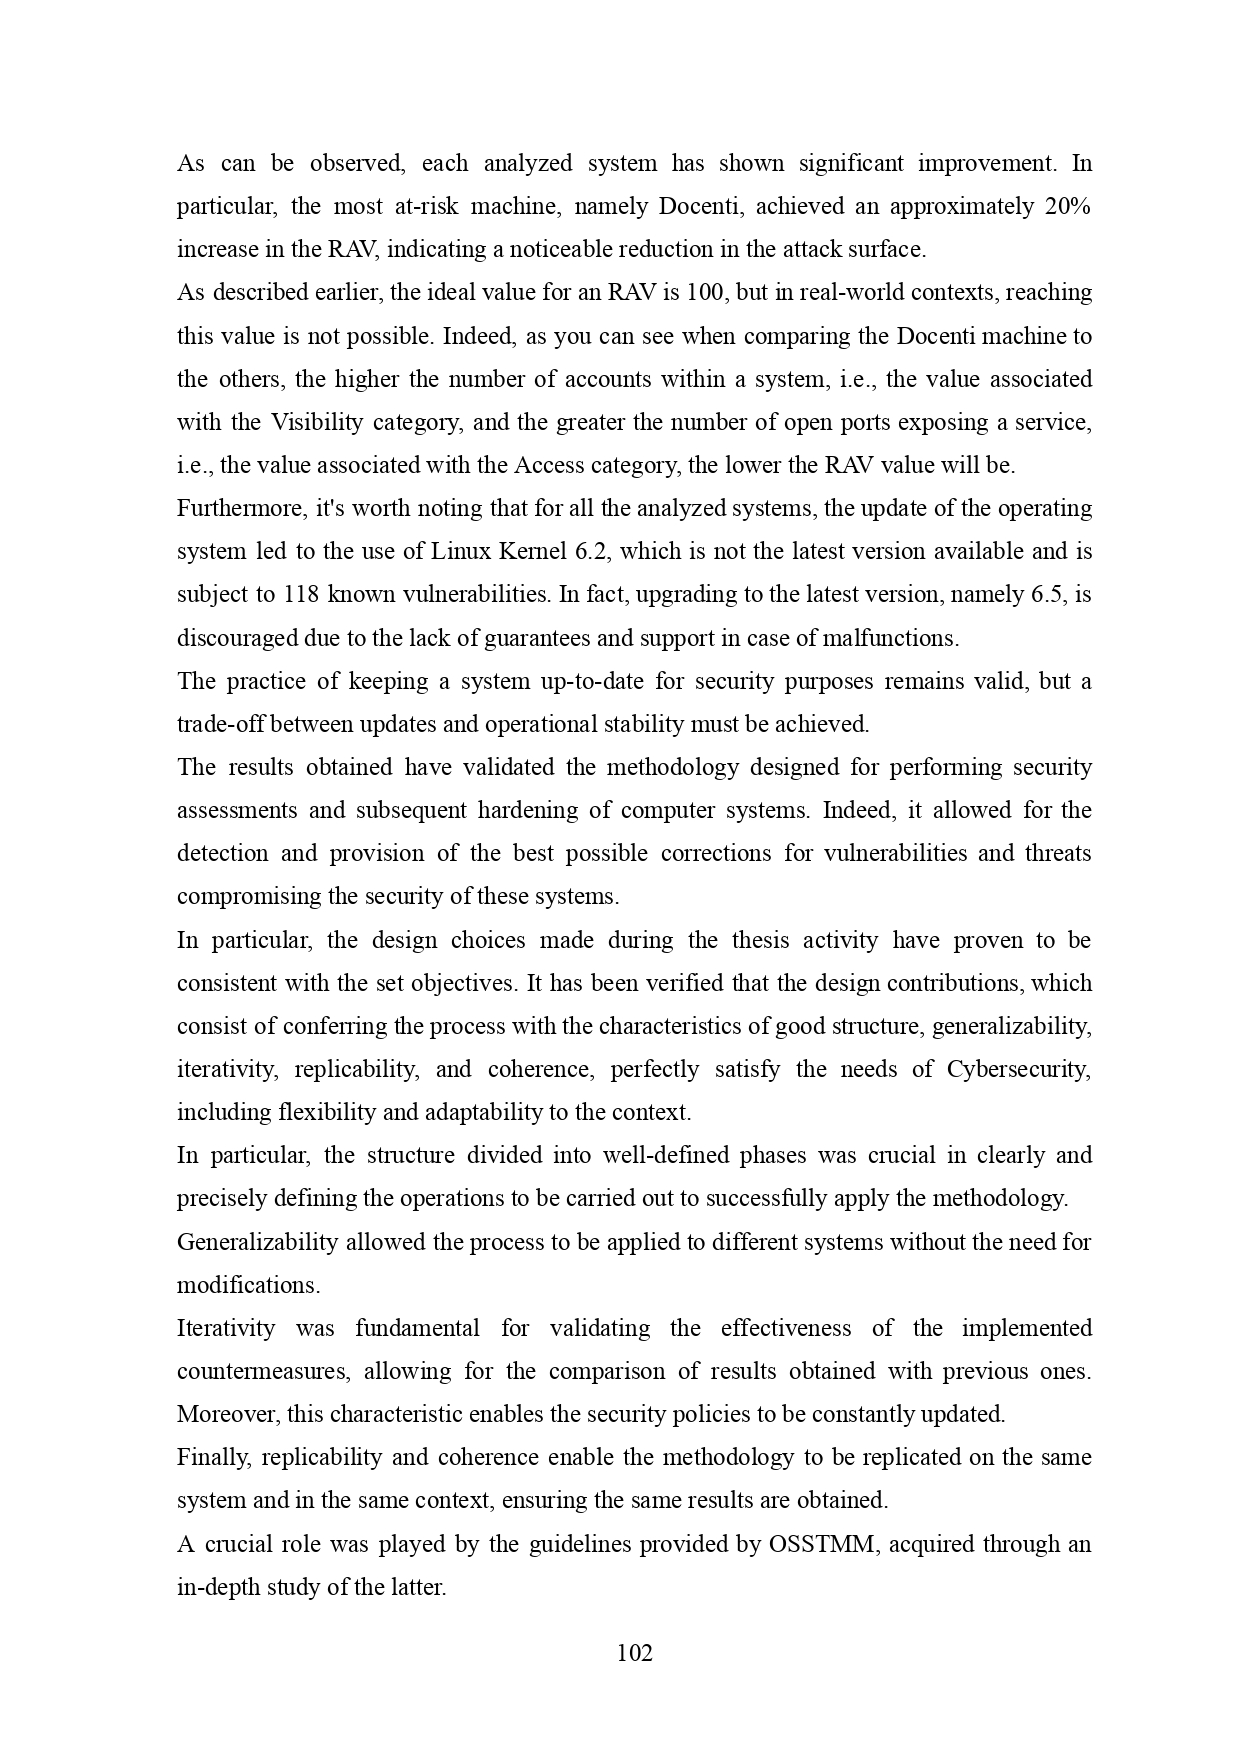 As can be observed, each analyzed system has shown significant improvement. In
particular, the most at-risk machine, namely Docenti, achieved an approximately 20%
increase in the RAV, indicating a noticeable reduction in the attack surface.
As described earlier, the ideal value for an RAV is 100, but in real-world contexts, reaching
this value is not possible. Indeed, as you can see when comparing the Docenti machine to
the others, the higher the number of accounts within a system, i.e., the value associated
with the Visibility category, and the greater the number of open ports exposing a service,
i.e., the value associated with the Access category, the lower the RAV value will be.
Furthermore, it's worth noting that for all the analyzed systems, the update of the operating
system led to the use of Linux Kernel 6.2, which is not the latest version available and is
subject to 118 known vulnerabilities. In fact, upgrading to the latest version, namely 6.5, is
discouraged due to the lack of guarantees and support in case of malfunctions.
The practice of keeping a system up-to-date for security purposes remains valid, but a
trade-off between updates and operational stability must be achieved.
The results obtained have validated the methodology designed for performing security
assessments and subsequent hardening of computer systems. Indeed, it allowed for the
detection and provision of the best possible corrections for vulnerabilities and threats
compromising the security of these systems.
In particular, the design choices made during the thesis activity have proven to be
consistent with the set objectives. It has been verified that the design contributions, which
consist of conferring the process with the characteristics of good structure, generalizability,
iterativity, replicability, and coherence, perfectly satisfy the needs of Cybersecurity,
including flexibility and adaptability to the context.
In particular, the structure divided into well-defined phases was crucial in clearly and
precisely defining the operations to be carried out to successfully apply the methodology.
Generalizability allowed the process to be applied to different systems without the need for
modifications.
Iterativity was fundamental for validating the effectiveness of the implemented
countermeasures, allowing for the comparison of results obtained with previous ones.
Moreover, this characteristic enables the security policies to be constantly updated.
Finally, replicability and coherence enable the methodology to be replicated on the same
system and in the same context, ensuring the same results are obtained.
A crucial role was played by the guidelines provided by OSSTMM, acquired through an
in-depth study of the latter.
102